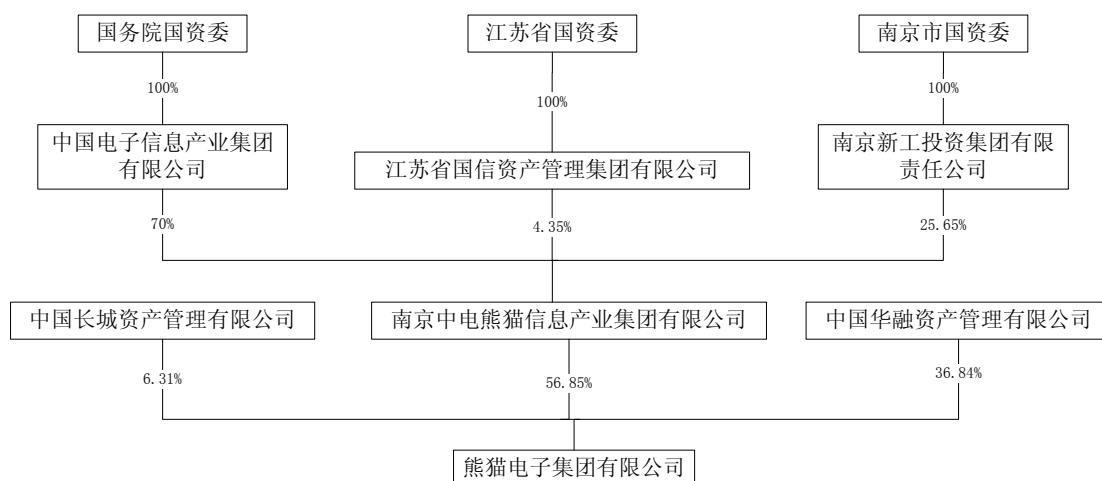 国务院国资委
江苏省国资委
南京市国资委
100%
100%
100%
中国电子信息产业集团
有限公司
江苏省国信资产管理集团有限公司
南京新工投资集团有限
责任公司
70%
4.35%
25.65%
中国长城资产管理有限公司
南京中电熊猫信息产业集团有限公司
中国华融资产管理有限公司
6.31%
56.85%
36.84%
熊猫电子集团有限公司